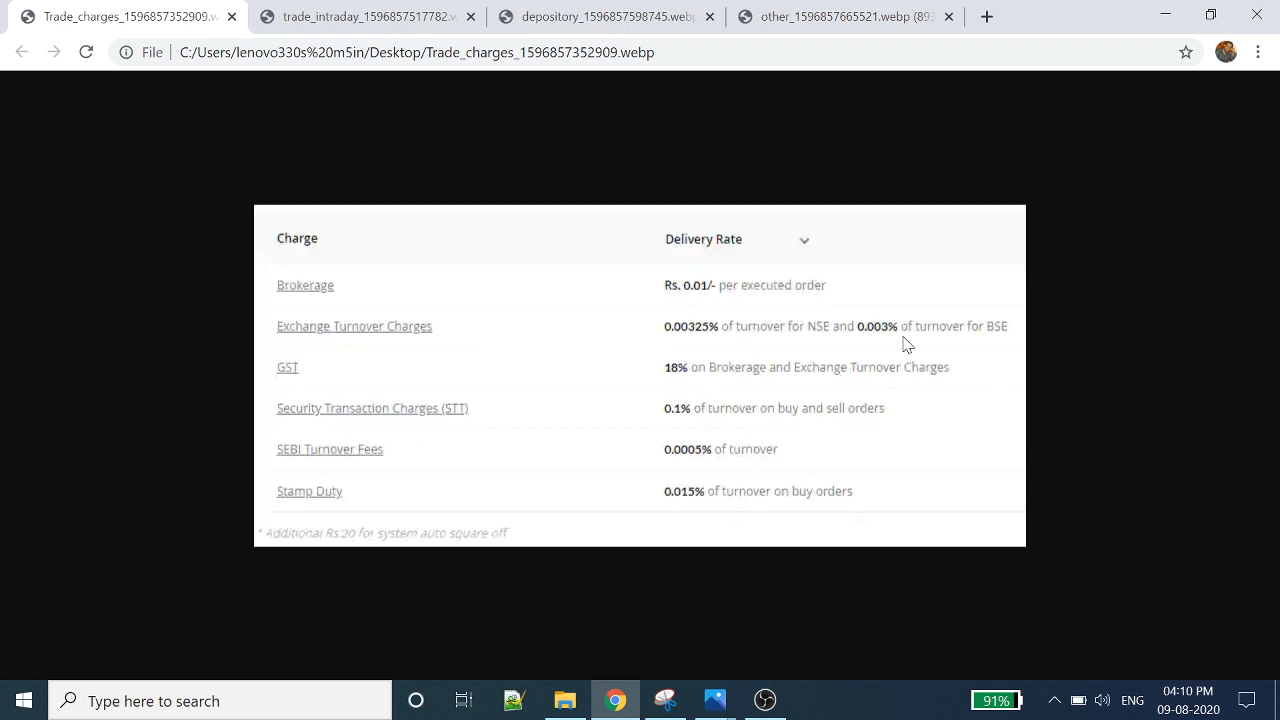 Trade_charges_1596857352909.w
trade_intraday_1596857517782.w
depository_1596857598745.webp
other_1596857665521.webp (893
File
C:/Users/lenovo330s%20m5in/Desktop/Trade_charges_1596857352909.webp
Charge Delivery Rate
Brokerage Rs. 0.01/- per executed order
Exchange Turnover Charges 0.00325% of turnover for NSE and 0.003% of turnover for BSE
GST 18% on Brokerage and Exchange Turnover Charges
Security Transaction Charges (STT) 0.1% of turnover on buy and sell orders
SEBI Turnover Fees 0.0005% of turnover
Stamp Duty 0.015% of turnover on buy orders
* Additional Rs.20 for system auto square off
Type here to search
91%
ENG
04:10 PM
09-08-2020